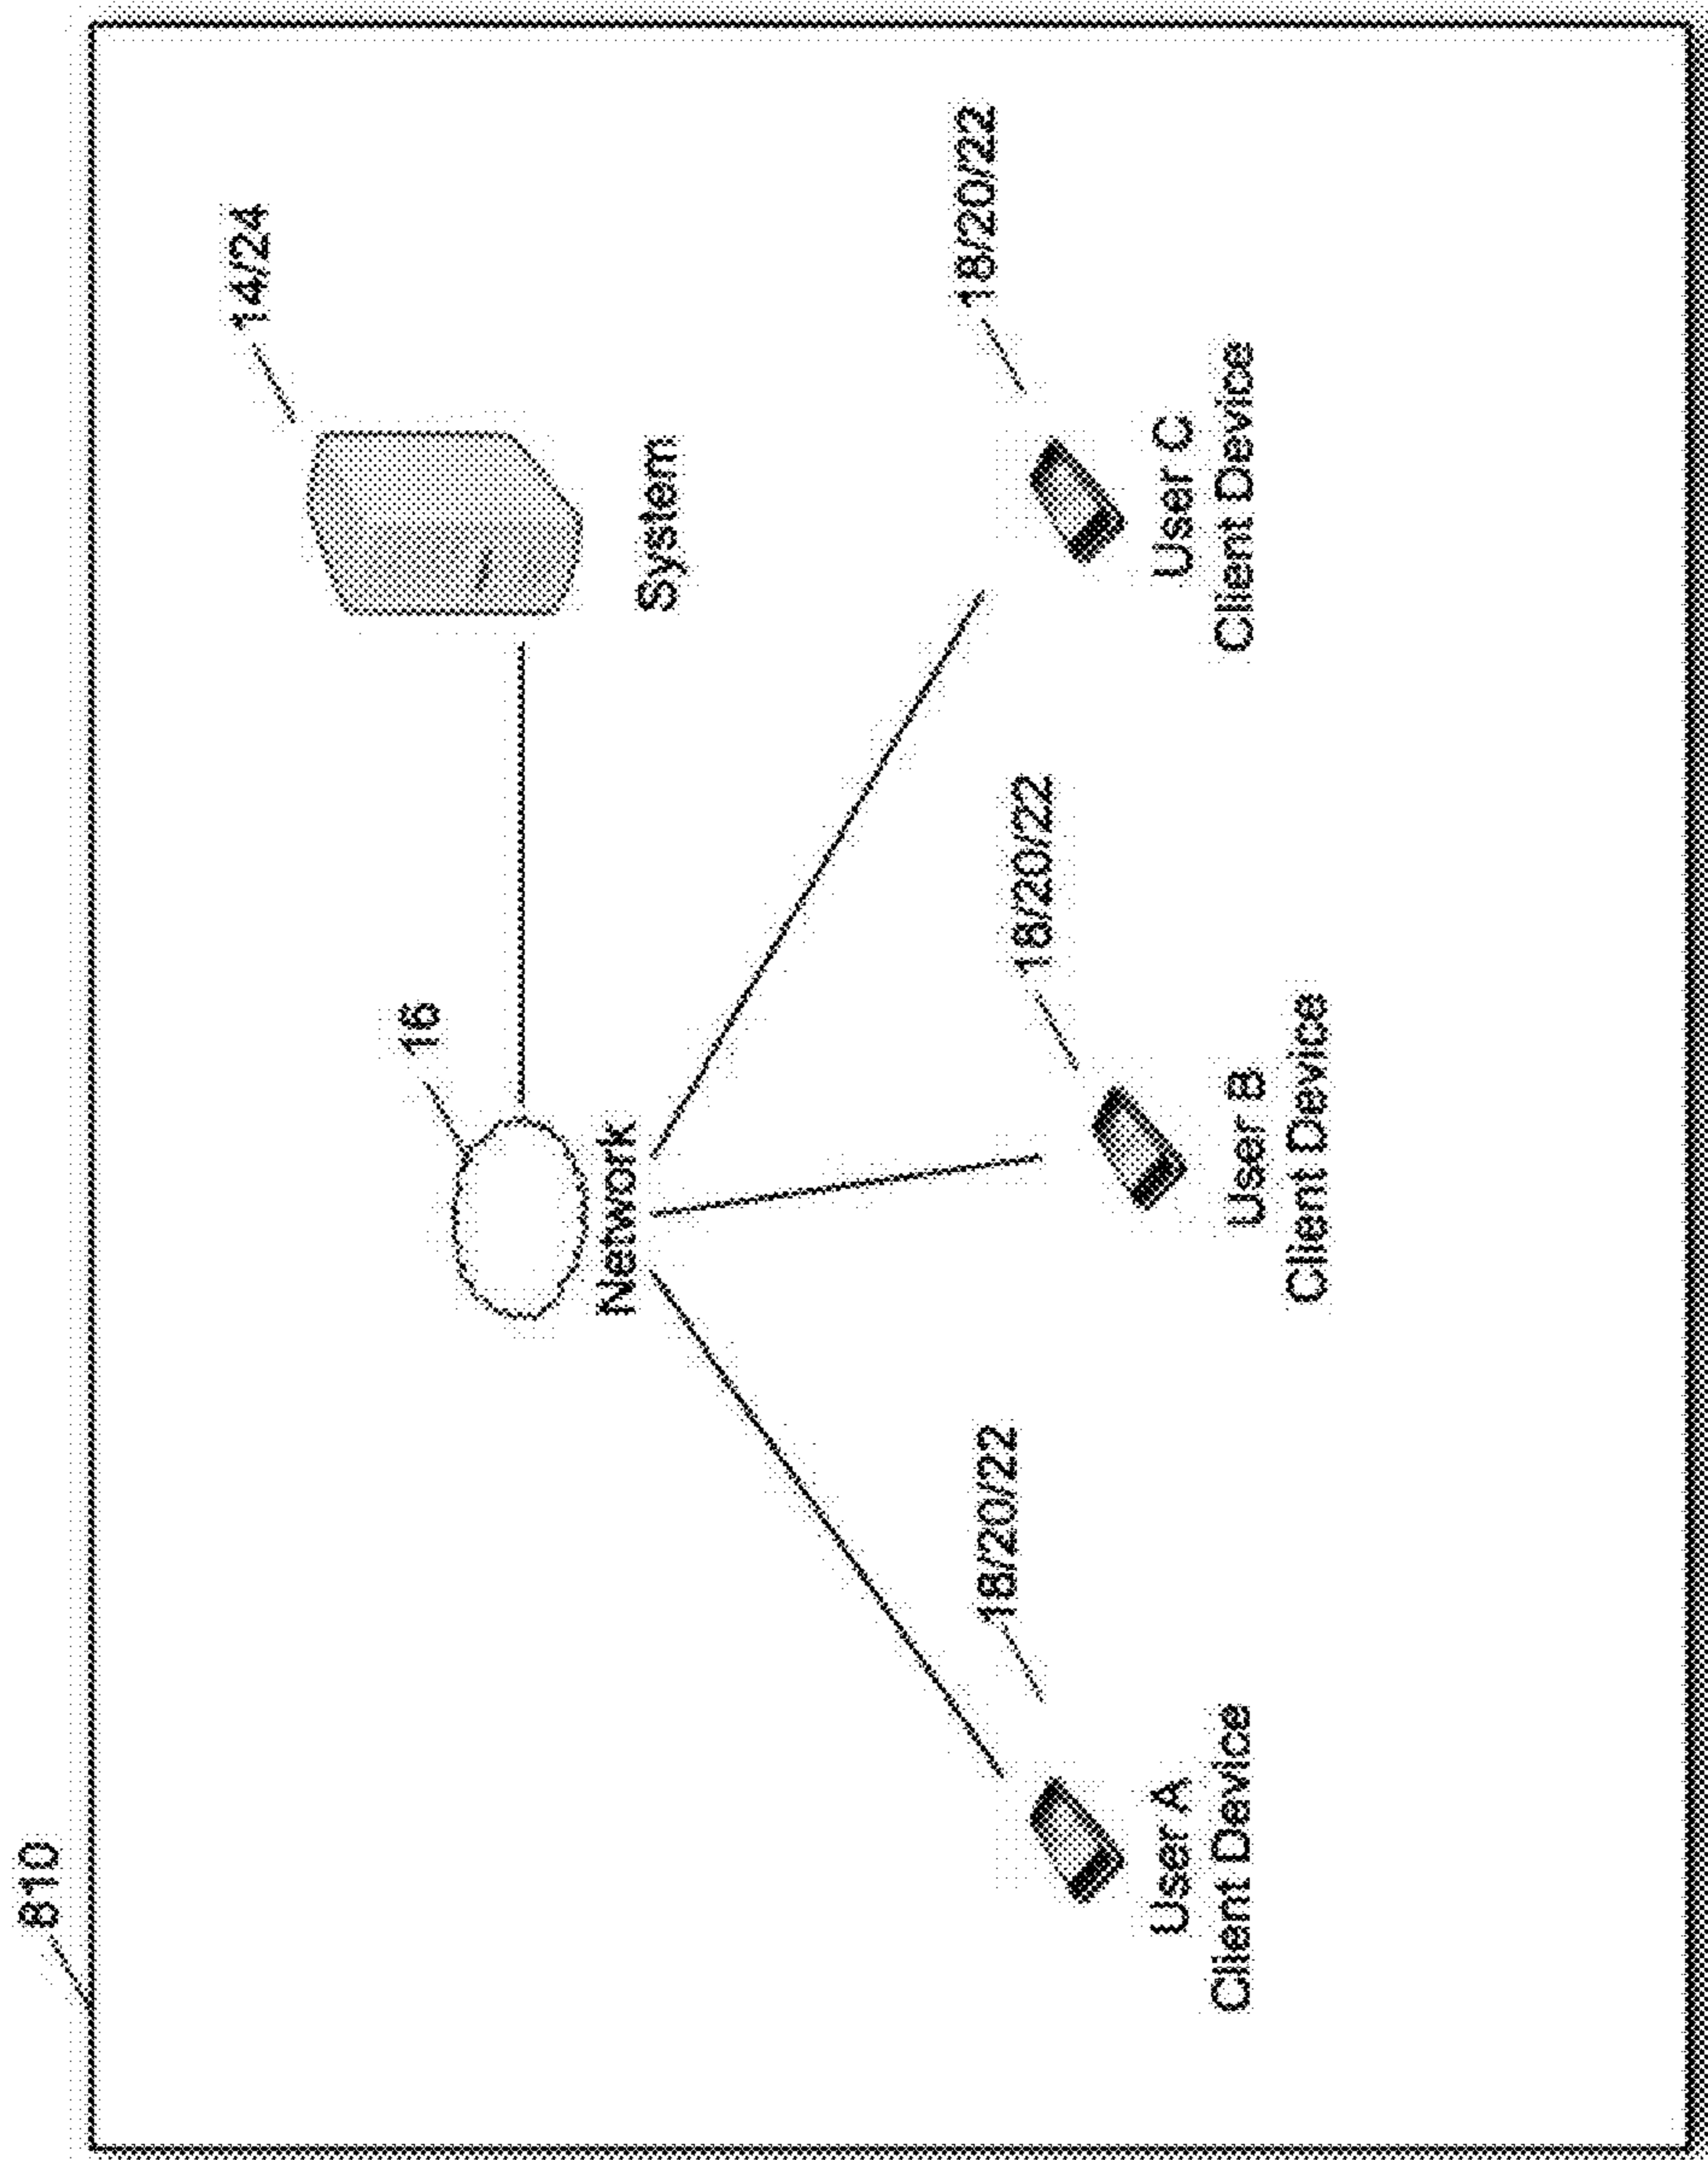 810
14/24
16
System
Network
18/20/22
18/20/22
18/20/22
User A
Client Device
User B
Client Device
User C
Client Device